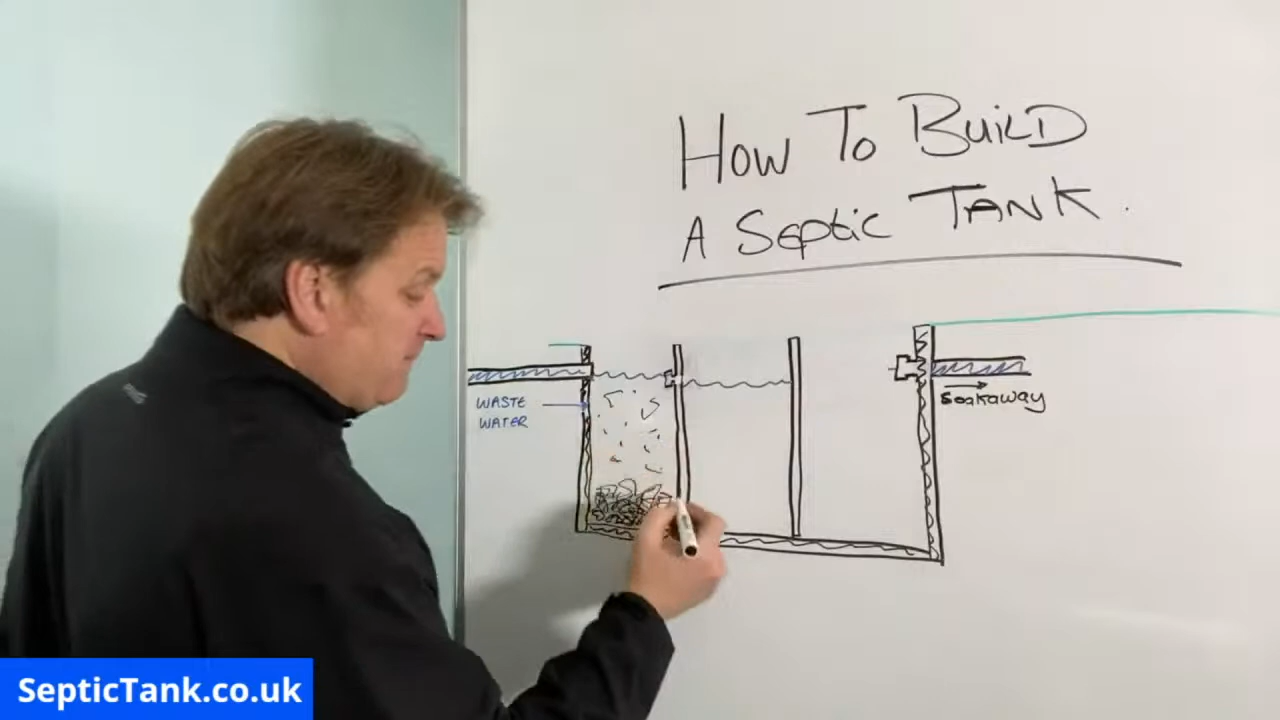 How To BuilD
A Septic TANK.
WASTE
WATER
Soakaway
SepticTank.co.uk